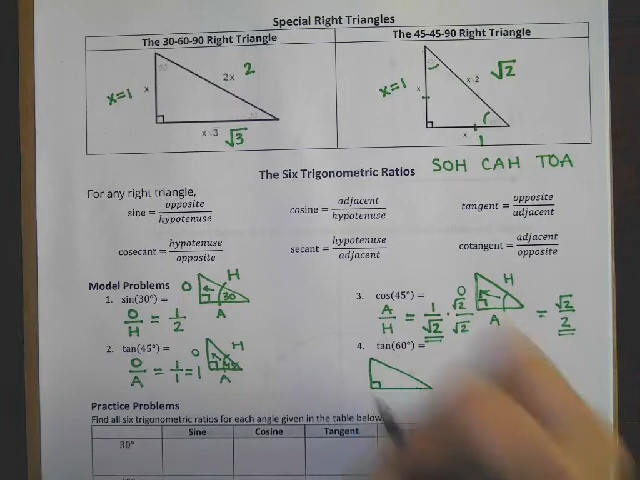 Special Right Triangles
The 30-60-90 Right Triangle
The 45-45-90 Right Triangle
x=1 x 2x 2
x√3 √3
x=1 x x√2 √2
x 1
SOH CAH TOA
The Six Trigonometric Ratios
For any right triangle,
sine = opposite/hypotenuse cosine = adjacent/hypotenuse tangent = opposite/adjacent
cosecant = hypotenuse/opposite secant = hypotenuse/adjacent cotangent = adjacent/opposite
Model Problems
1. sin(30°) =
O H 30 A
O/H = 1/2
2. tan(45°) =
O H 45 A
O/A = 1/1 = 1
3. cos(45°) =
O H A
A/H = 1/√2 · √2/√2 = √2/2
4. tan(60°) =
Practice Problems
Find all six trigonometric ratios for each angle given in the table below
Sine Cosine Tangent
30°